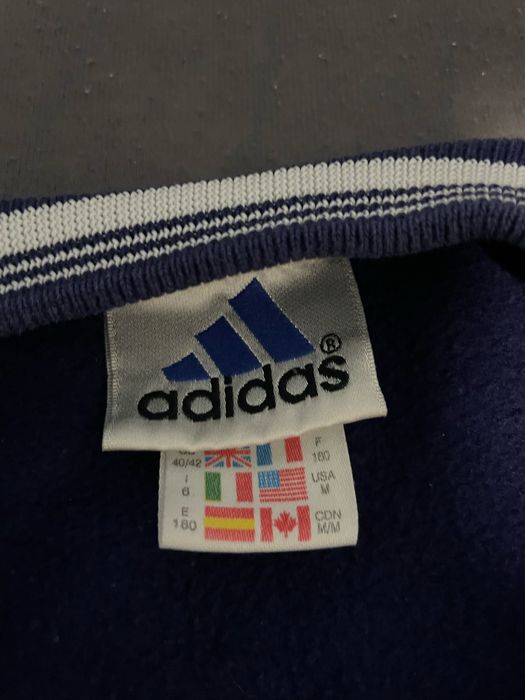 adidas®
F
40/42 180
I USA
6 M
E CDN
180 M/M